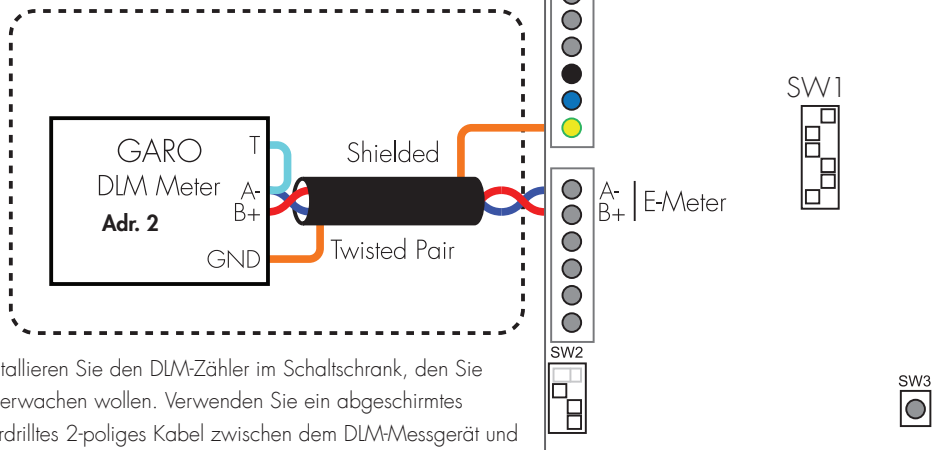 SW1
GARO
DLM Meter
Adr. 2
T
A-
B+
GND
Shielded
Twisted Pair
A-
B+
E-Meter
SW2
SW3
tallieren Sie den DLM-Zähler im Schaltschrank, den Sie
erwachen wollen. Verwenden Sie ein abgeschirmtes
rdrilltes 2-poliges Kabel zwischen dem DLM-Messgerät und